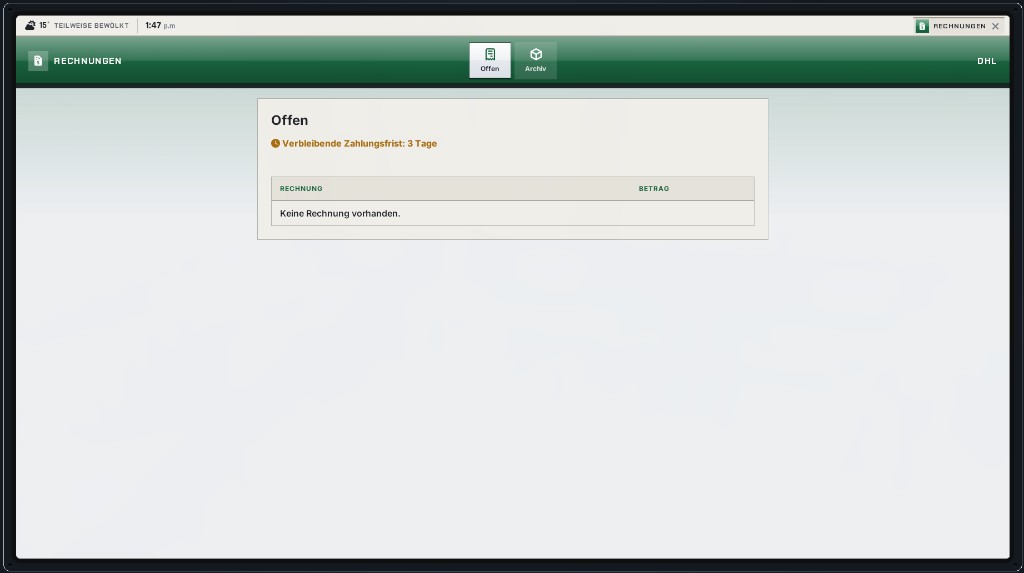 15° TEILWEISE BEWÖLKT 1:47 p.m RECHNUNGEN
RECHNUNGEN
Offen
Archiv
DHL
Offen
Verbleibende Zahlungsfrist: 3 Tage
RECHNUNG BETRAG
Keine Rechnung vorhanden.